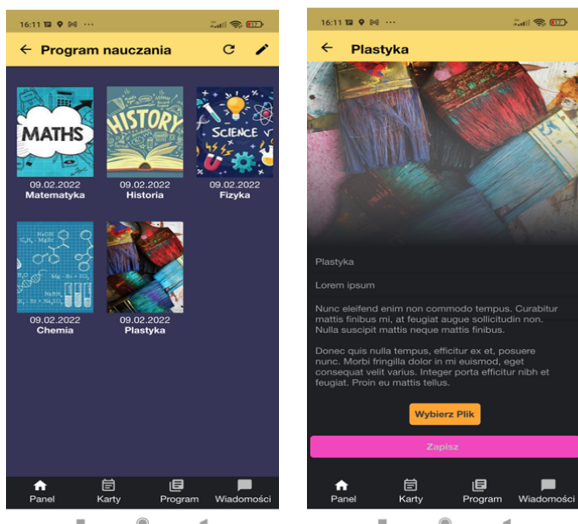 16:11
Program nauczania
MATHS
HISTORY
SCIENCE
09.02.2022
Matematyka
09.02.2022
Historia
09.02.2022
Fizyka
09.02.2022
Chemia
09.02.2022
Plastyka
Panel
Karty
Program
Wiadomości
16:11
Plastyka
Plastyka
Lorem ipsum
Nunc eleifend enim non commodo tempus. Curabitur
mattis finibus mi, at feugiat augue sollicitudin non.
Nulla suscipit mattis neque mattis finibus.
Donec quis nulla tempus, efficitur ex et, posuere
nunc. Morbi fringilla dolor in mi euismod, eget
consequat velit varius. Integer porta efficitur nibh et
feugiat. Proin eu mattis tellus.
Wybierz Plik
Zapisz
Panel
Karty
Program
Wiadomości